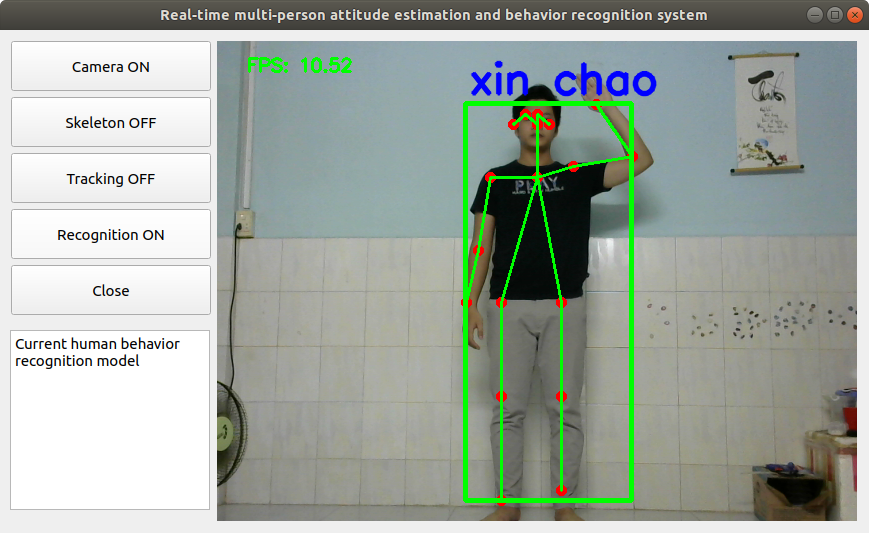 Real-time multi-person attitude estimation and behavior recognition system
Camera ON
Skeleton OFF
Tracking OFF
Recognition ON
Close
Current human behavior
recognition model
FPS: 10.52
xin chao
PLAY